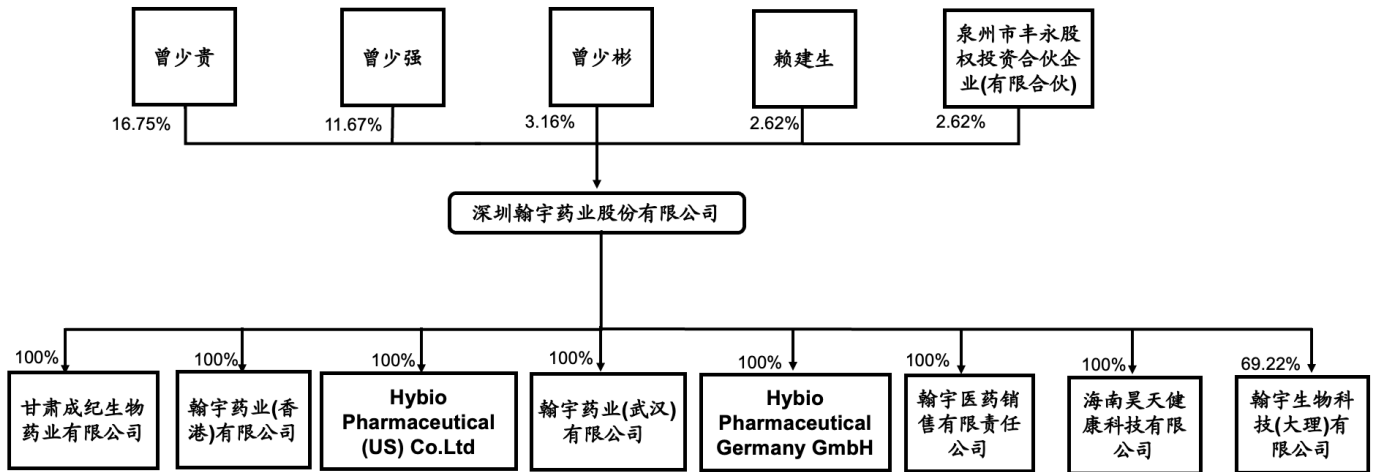 曾少贵
曾少强
曾少彬
赖建生
泉州市丰永股
权投资合伙企
业(有限合伙)
16.75%
11.67%
3.16%
2.62%
2.62%
深圳翰宇药业股份有限公司
100%
100%
100%
100%
100%
100%
100%
69.22%
甘肃成纪生物
药业有限公司
翰宇药业(香
港)有限公司
Hybio
Pharmaceutical
(US) Co.Ltd
翰宇药业(武汉)
有限公司
Hybio
Pharmaceutical
Germany GmbH
翰宇医药销
售有限责任
公司
海南昊天健
康科技有限
公司
翰宇生物科
技(大理)有
限公司